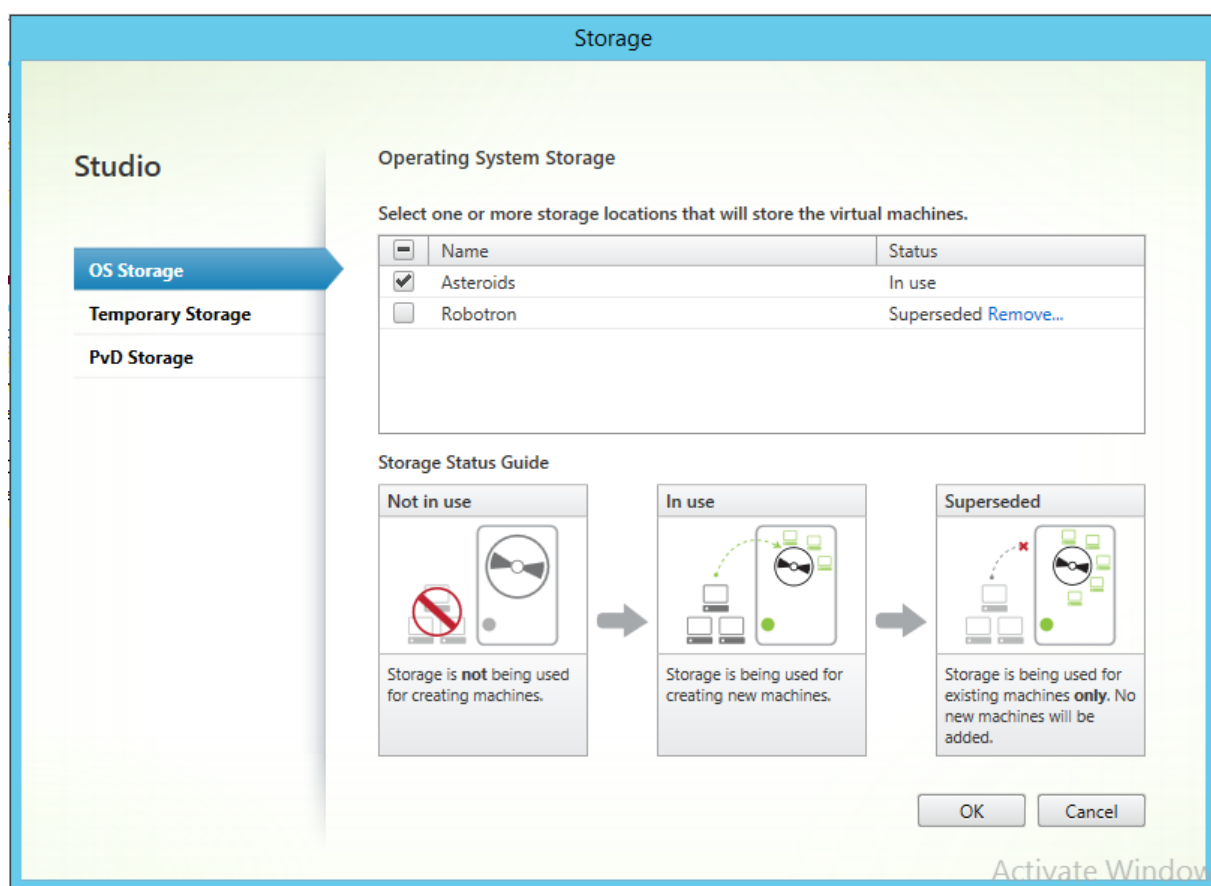 Storage
Studio
OS Storage
Temporary Storage
PvD Storage
Operating System Storage
Select one or more storage locations that will store the virtual machines.
Name Status
Asteroids In use
Robotron Superseded Remove...
Storage Status Guide
Not in use
Storage is not being used
for creating machines.
In use
Storage is being used for
creating new machines.
Superseded
Storage is being used for
existing machines only. No
new machines will be
added.
OK Cancel
Activate Window